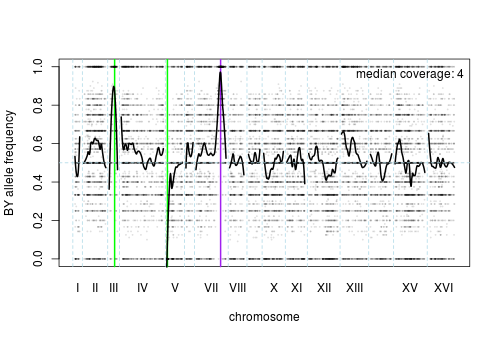 median coverage: 4
BY allele frequency
1.0
0.8
0.6
0.4
0.2
0.0
I II III IV V VII VIII X XI XII XIII XV XVI
chromosome